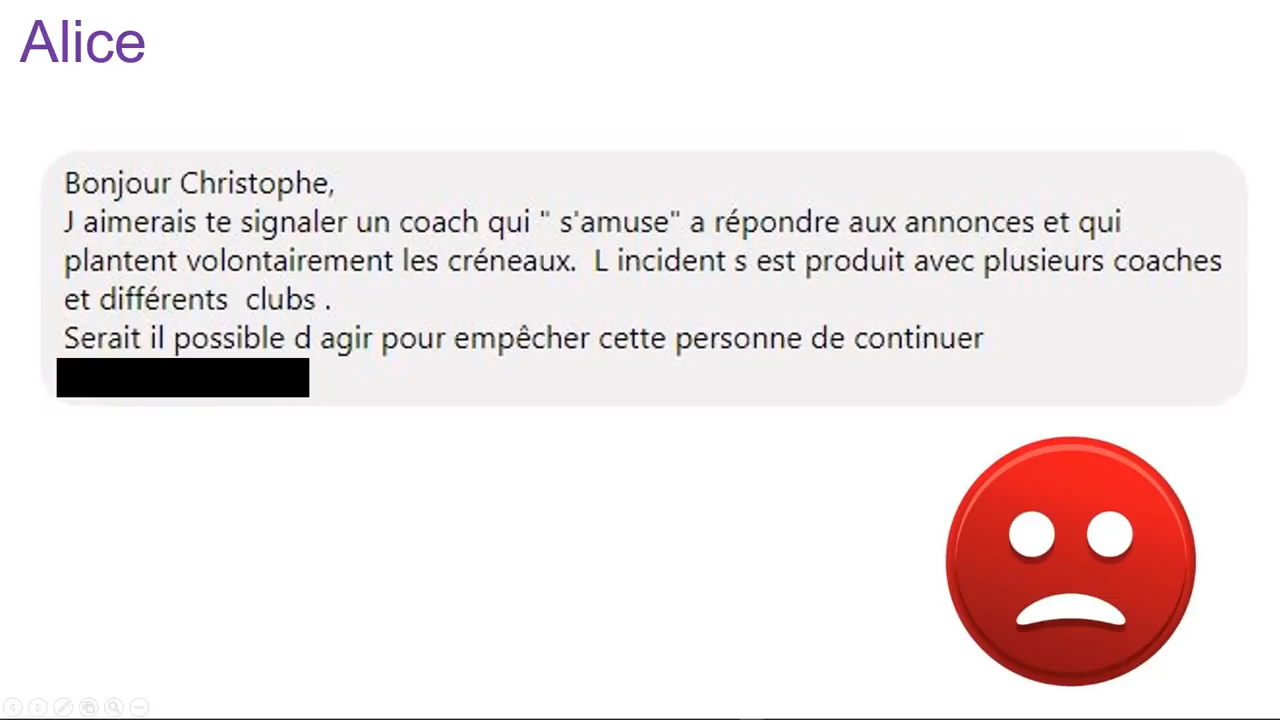 Alice
Bonjour Christophe,
J aimerais te signaler un coach qui " s'amuse" a répondre aux annonces et qui
plantent volontairement les créneaux.  L incident s est produit avec plusieurs coaches
et différents  clubs .
Serait il possible d agir pour empêcher cette personne de continuer